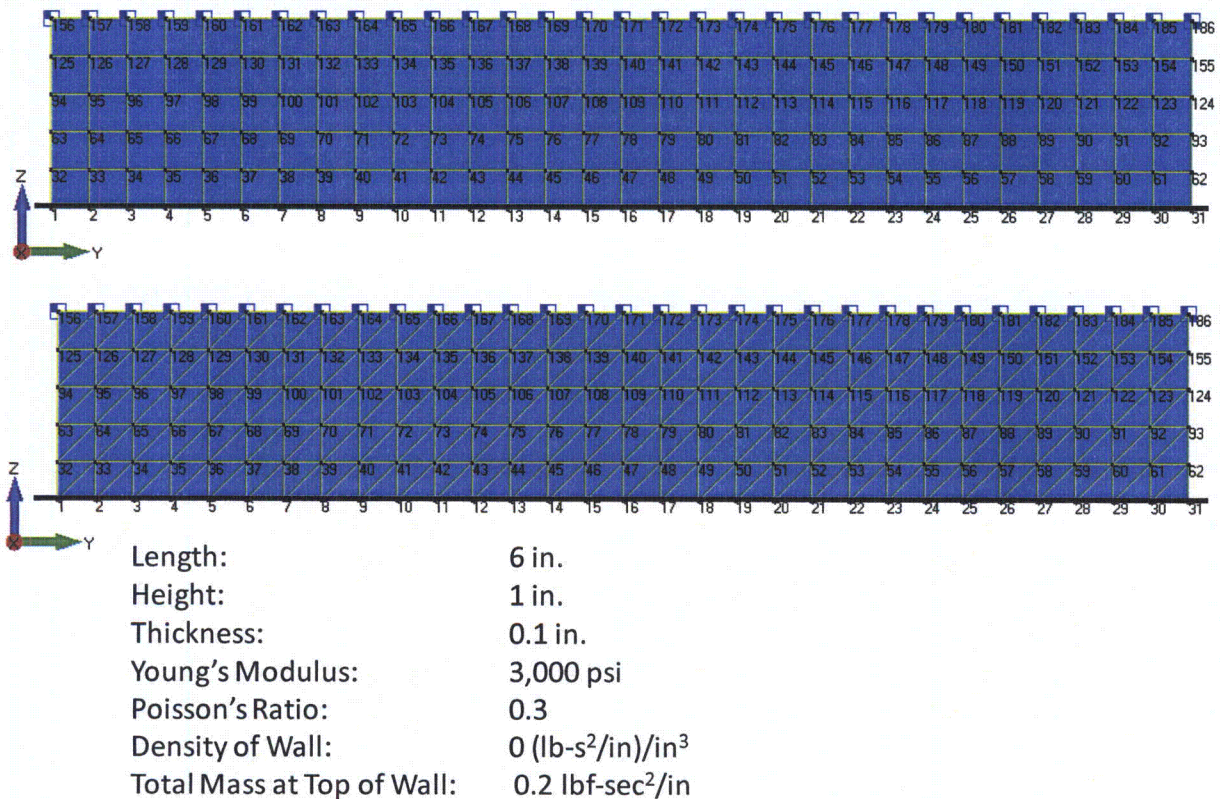 156 157 158 159 160 161 162 163 164 165 166 167 168 169 170 171 172 173 174 175 176 177 178 179 180 181 182 183 184 185 186
125 126 127 128 129 130 131 132 133 134 135 136 137 138 139 140 141 142 143 144 145 146 147 148 149 150 151 152 153 154 155
94 95 96 97 98 99 100 101 102 103 104 105 106 107 108 109 110 111 112 113 114 115 116 117 118 119 120 121 122 123 124
63 64 65 66 67 68 69 70 71 72 73 74 75 76 77 78 79 80 81 82 83 84 85 86 87 88 89 90 91 92 93
Z 32 33 34 35 36 37 38 39 40 41 42 43 44 45 46 47 48 49 50 51 52 53 54 55 56 57 58 59 60 61 62
1 2 3 4 5 6 7 8 9 10 11 12 13 14 15 16 17 18 19 20 21 22 23 24 25 26 27 28 29 30 31
X Y
156 157 158 159 160 161 162 163 164 165 166 167 168 169 170 171 172 173 174 175 176 177 178 179 180 181 182 183 184 185 186
125 126 127 128 129 130 131 132 133 134 135 136 137 138 139 140 141 142 143 144 145 146 147 148 149 150 151 152 153 154 155
94 95 96 97 98 99 100 101 102 103 104 105 106 107 108 109 110 111 112 113 114 115 116 117 118 119 120 121 122 123 124
63 64 65 66 67 68 69 70 71 72 73 74 75 76 77 78 79 80 81 82 83 84 85 86 87 88 89 90 91 92 93
Z 32 33 34 35 36 37 38 39 40 41 42 43 44 45 46 47 48 49 50 51 52 53 54 55 56 57 58 59 60 61 62
1 2 3 4 5 6 7 8 9 10 11 12 13 14 15 16 17 18 19 20 21 22 23 24 25 26 27 28 29 30 31
X Y
Length: 6 in.
Height: 1 in.
Thickness: 0.1 in.
Young's Modulus: 3,000 psi
Poisson's Ratio: 0.3
Density of Wall: 0 (lb-s²/in)/in³
Total Mass at Top of Wall: 0.2 lbf-sec²/in